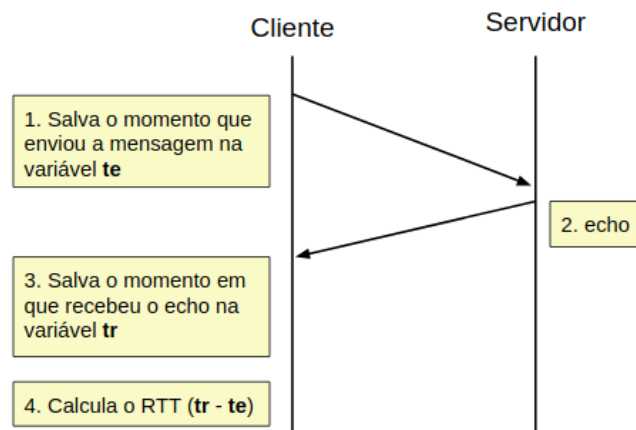 Cliente
Servidor
1. Salva o momento que
enviou a mensagem na
variável te
2. echo
3. Salva o momento em
que recebeu o echo na
variável tr
4. Calcula o RTT (tr - te)